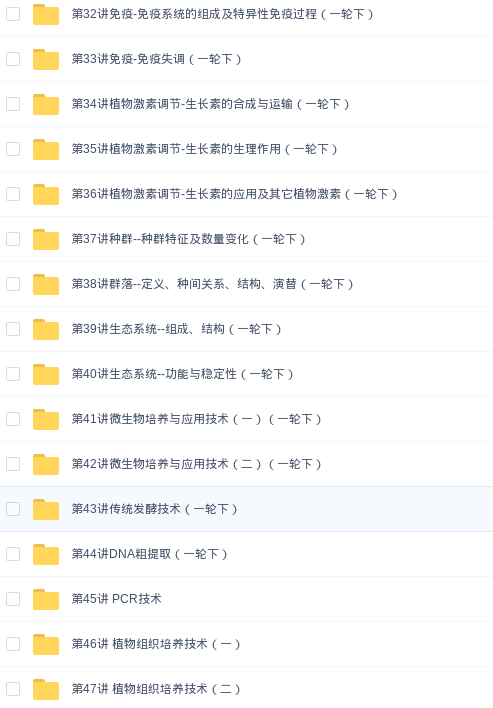 第32讲免疫-免疫系统的组成及特异性免疫过程（一轮下）
第33讲免疫-免疫失调（一轮下）
第34讲植物激素调节-生长素的合成与运输（一轮下）
第35讲植物激素调节-生长素的生理作用（一轮下）
第36讲植物激素调节-生长素的应用及其它植物激素（一轮下）
第37讲种群--种群特征及数量变化（一轮下）
第38讲群落--定义、种间关系、结构、演替（一轮下）
第39讲生态系统--组成、结构（一轮下）
第40讲生态系统--功能与稳定性（一轮下）
第41讲微生物培养与应用技术（一）（一轮下）
第42讲微生物培养与应用技术（二）（一轮下）
第43讲传统发酵技术（一轮下）
第44讲DNA粗提取（一轮下）
第45讲 PCR技术
第46讲 植物组织培养技术（一）
第47讲 植物组织培养技术（二）